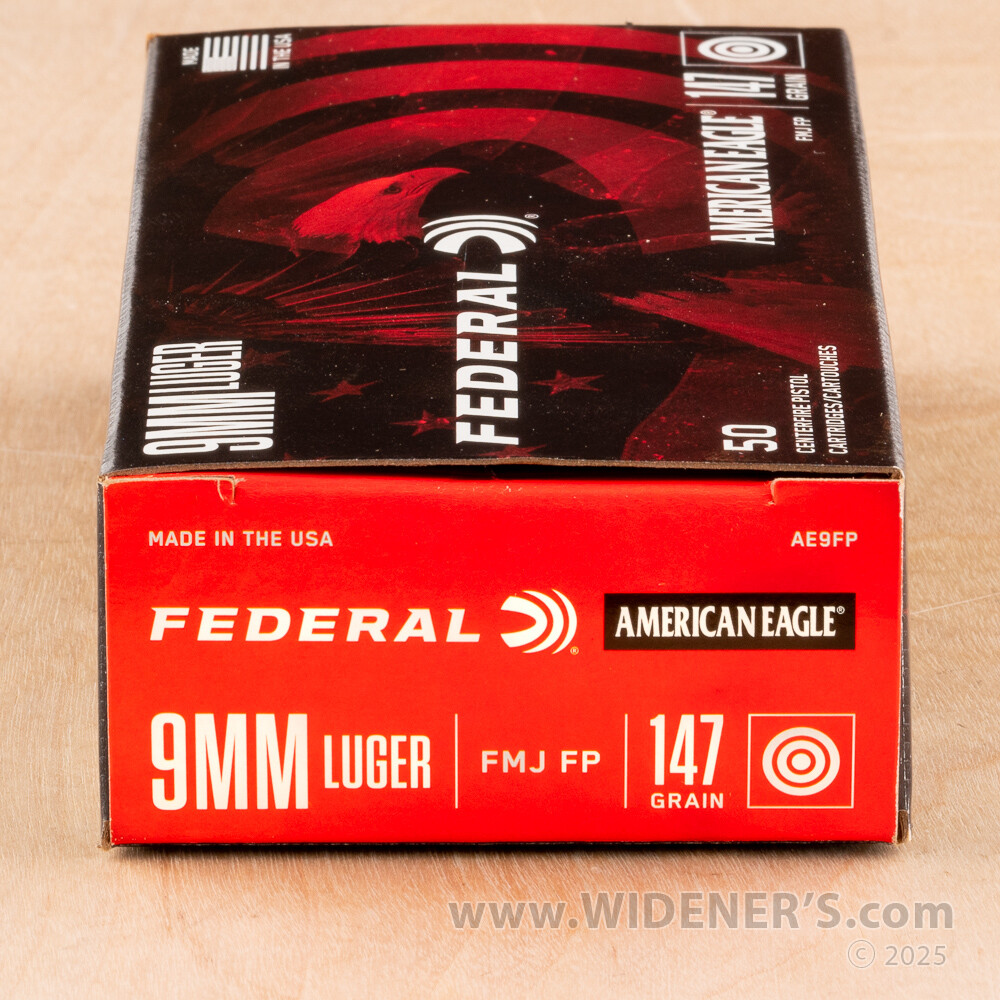 MADE
IN THE USA
147
GRAIN
FMJ FP
AMERICAN EAGLE®
FEDERAL®
9MM LUGER
50
CENTERFIRE PISTOL
CARTRIDGES/CARTOUCHES
MADE IN THE USA
AE9FP
FEDERAL®
AMERICAN EAGLE®
9MM LUGER
FMJ FP
147
GRAIN
www.WIDENER'S.com
© 2025